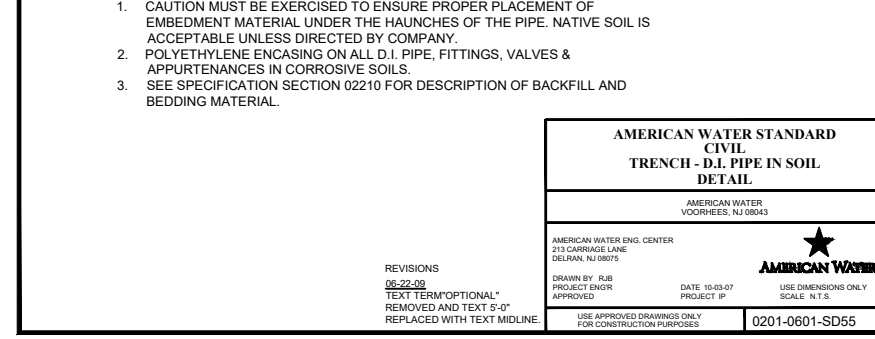 1. CAUTION MUST BE EXERCISED TO ENSURE PROPER PLACEMENT OF
EMBEDMENT MATERIAL UNDER THE HAUNCHES OF THE PIPE. NATIVE SOIL IS
ACCEPTABLE UNLESS DIRECTED BY COMPANY.
2. POLYETHYLENE ENCASING ON ALL D.I. PIPE, FITTINGS, VALVES &
APPURTENANCES IN CORROSIVE SOILS.
3. SEE SPECIFICATION SECTION 02210 FOR DESCRIPTION OF BACKFILL AND
BEDDING MATERIAL.
AMERICAN WATER STANDARD
CIVIL
TRENCH - D.I. PIPE IN SOIL
DETAIL
AMERICAN WATER
VOORHEES, NJ 08043
AMERICAN WATER ENG. CENTER
213 CARRIAGE LANE
DELRAN, NJ 08075
AMERICAN WATER
DRAWN BY RJB
PROJECT ENG'R DATE 10-03-07 USE DIMENSIONS ONLY
APPROVED PROJECT IP SCALE N.T.S.
USE APPROVED DRAWINGS ONLY
FOR CONSTRUCTION PURPOSES
0201-0601-SD55
REVISIONS
06-22-09
TEXT TERM"OPTIONAL"
REMOVED AND TEXT 5'-0"
REPLACED WITH TEXT MIDLINE.